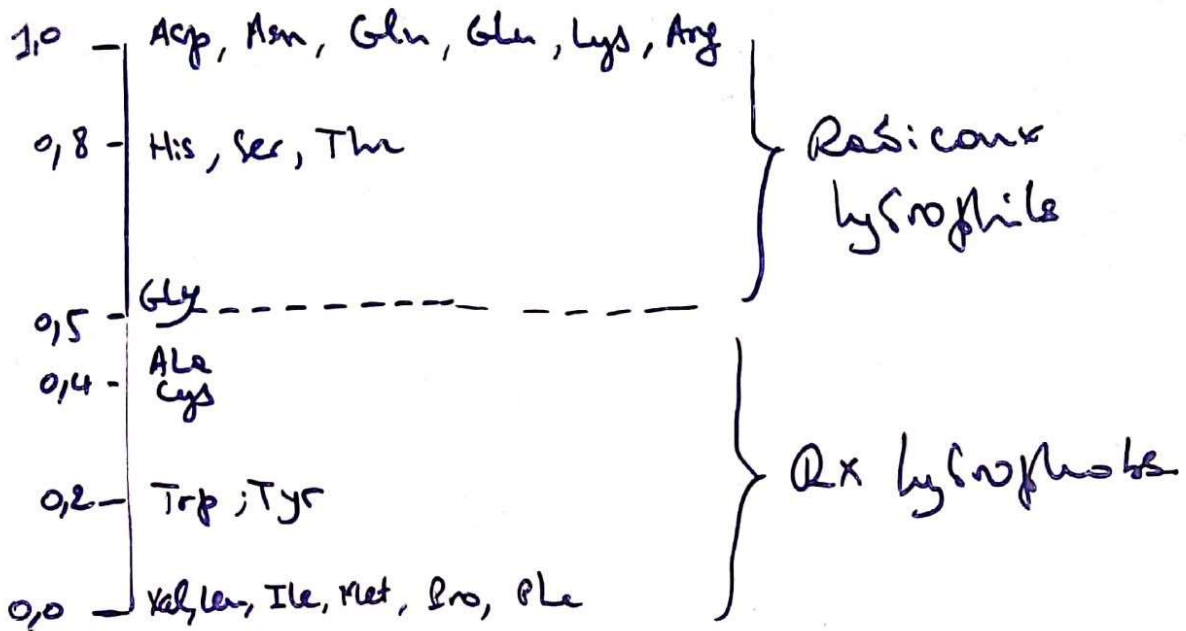 1,0 Asp, Asn, Gln, Glu, Lys, Arg
0,8 His, Ser, Thr
Radicaux
hydrophiles
0,5 Gly
0,4 ALa
Cys
0,2 Trp ; Tyr
Rx hydrophobes
0,0 Val, Leu, Ile, Met, Pro, Phe